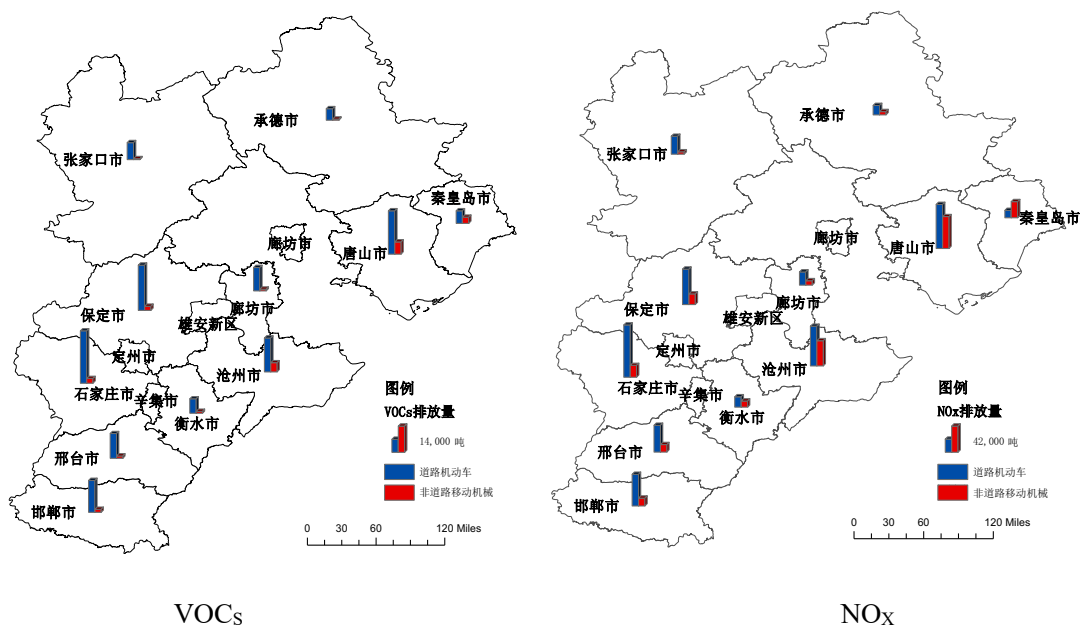 承德市
张家口市
秦皇岛市
廊坊市
唐山市
保定市
廊坊市
雄安新区
定州市
沧州市
石家庄市
辛集市
衡水市
邢台市
邯郸市
图例
VOCs排放量
14,000 吨
道路机动车
非道路移动机械
0 30 60 120 Miles
VOCS
承德市
张家口市
秦皇岛市
廊坊市
唐山市
保定市
廊坊市
雄安新区
定州市
沧州市
石家庄市
辛集市
衡水市
邢台市
邯郸市
图例
NOx排放量
42,000 吨
道路机动车
非道路移动机械
0 30 60 120 Miles
NOX